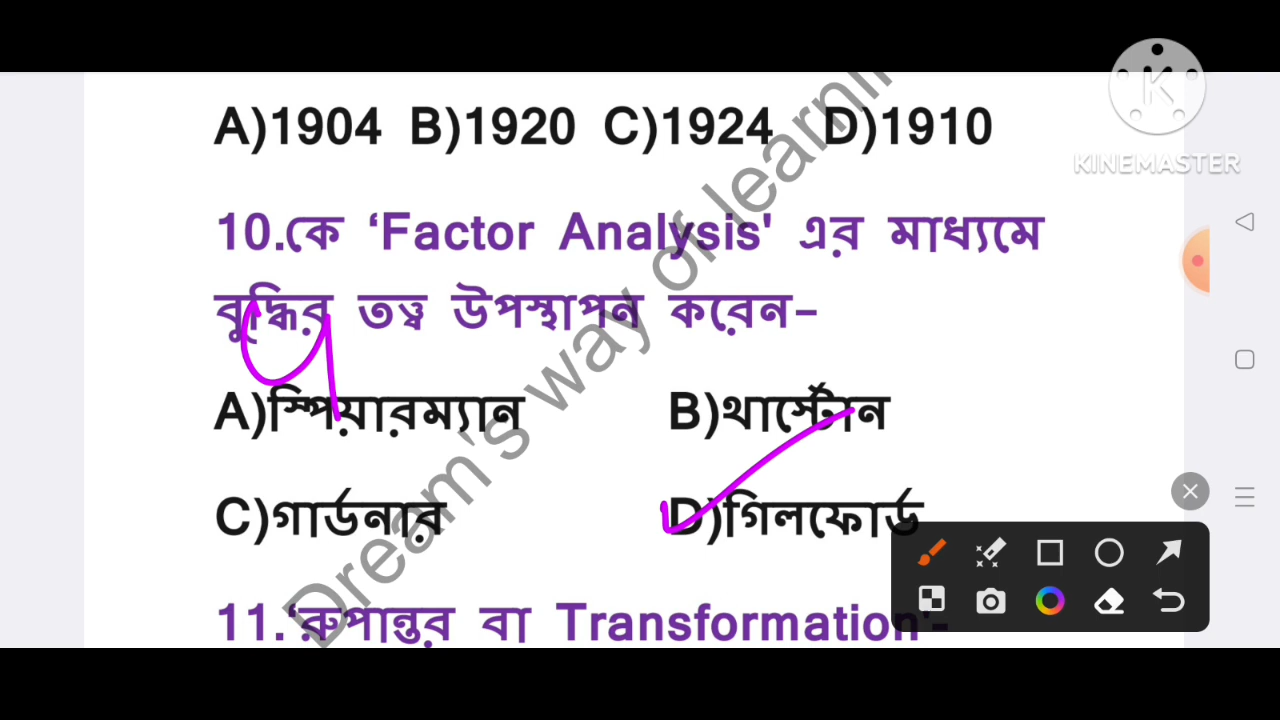 A)1904 B)1920 C)1924 D)1910
KINEMASTER
10.কে ‘Factor Analysis' এর মাধ্যমে
বুদ্ধির তত্ত্ব উপস্থাপন করেন–
A)স্পিয়ারম্যান B)থার্স্টোন
C)গার্ডনার D)গিলফোর্ড
11.‘রুপান্তর বা Transformation'-
Dream's way of learni